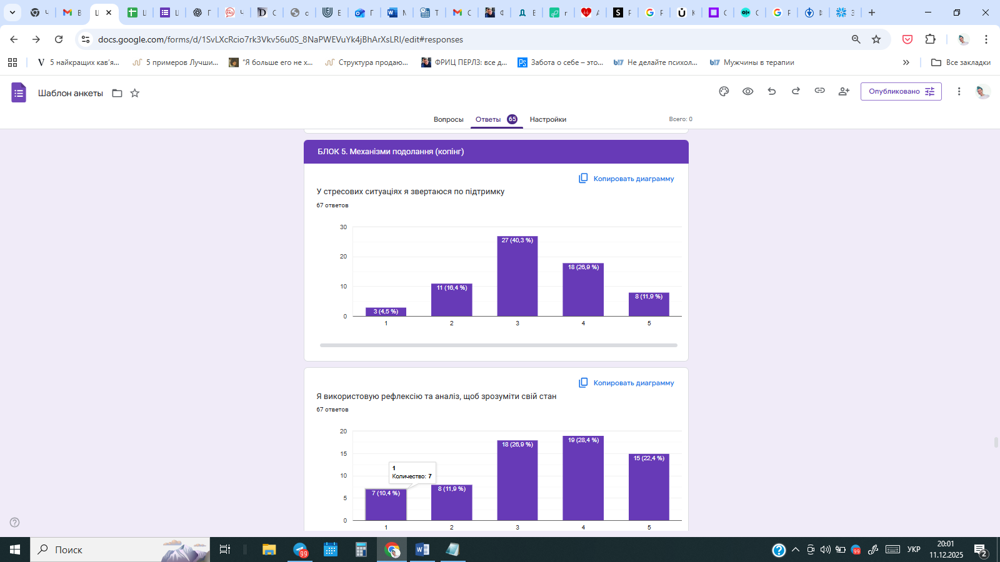 docs.google.com/forms/d/1SvLXcRcio7rk3Vkv56u0S_8NaPWEVuYk4jBhArXsLRI/edit#responses
5 найкращих кав'я...
5 примеров Лучши...
"Я больше его не х...
Структура продаю...
ФРИЦ ПЕРЛЗ: все д...
Забота о себе – это...
Не делайте психол...
Мужчины в терапии
Все закладки
Шаблон анкеты
Опубликовано
Вопросы
Ответы 65
Настройки
Всего: 0
БЛОК 5. Механізми подолання (копінг)
Копировать диаграмму
У стресових ситуаціях я звертаюся по підтримку
67 ответов
30
20
10
0
3 (4,5 %)
11 (16,4 %)
27 (40,3 %)
18 (26,9 %)
8 (11,9 %)
1 2 3 4 5
Копировать диаграмму
Я використовую рефлексію та аналіз, щоб зрозуміти свій стан
67 ответов
20
15
10
5
0
1
Количество: 7
7 (10,4 %)
8 (11,9 %)
18 (26,9 %)
19 (28,4 %)
15 (22,4 %)
1 2 3 4 5
Поиск
99
99
УКР
20:01
11.12.2025
2